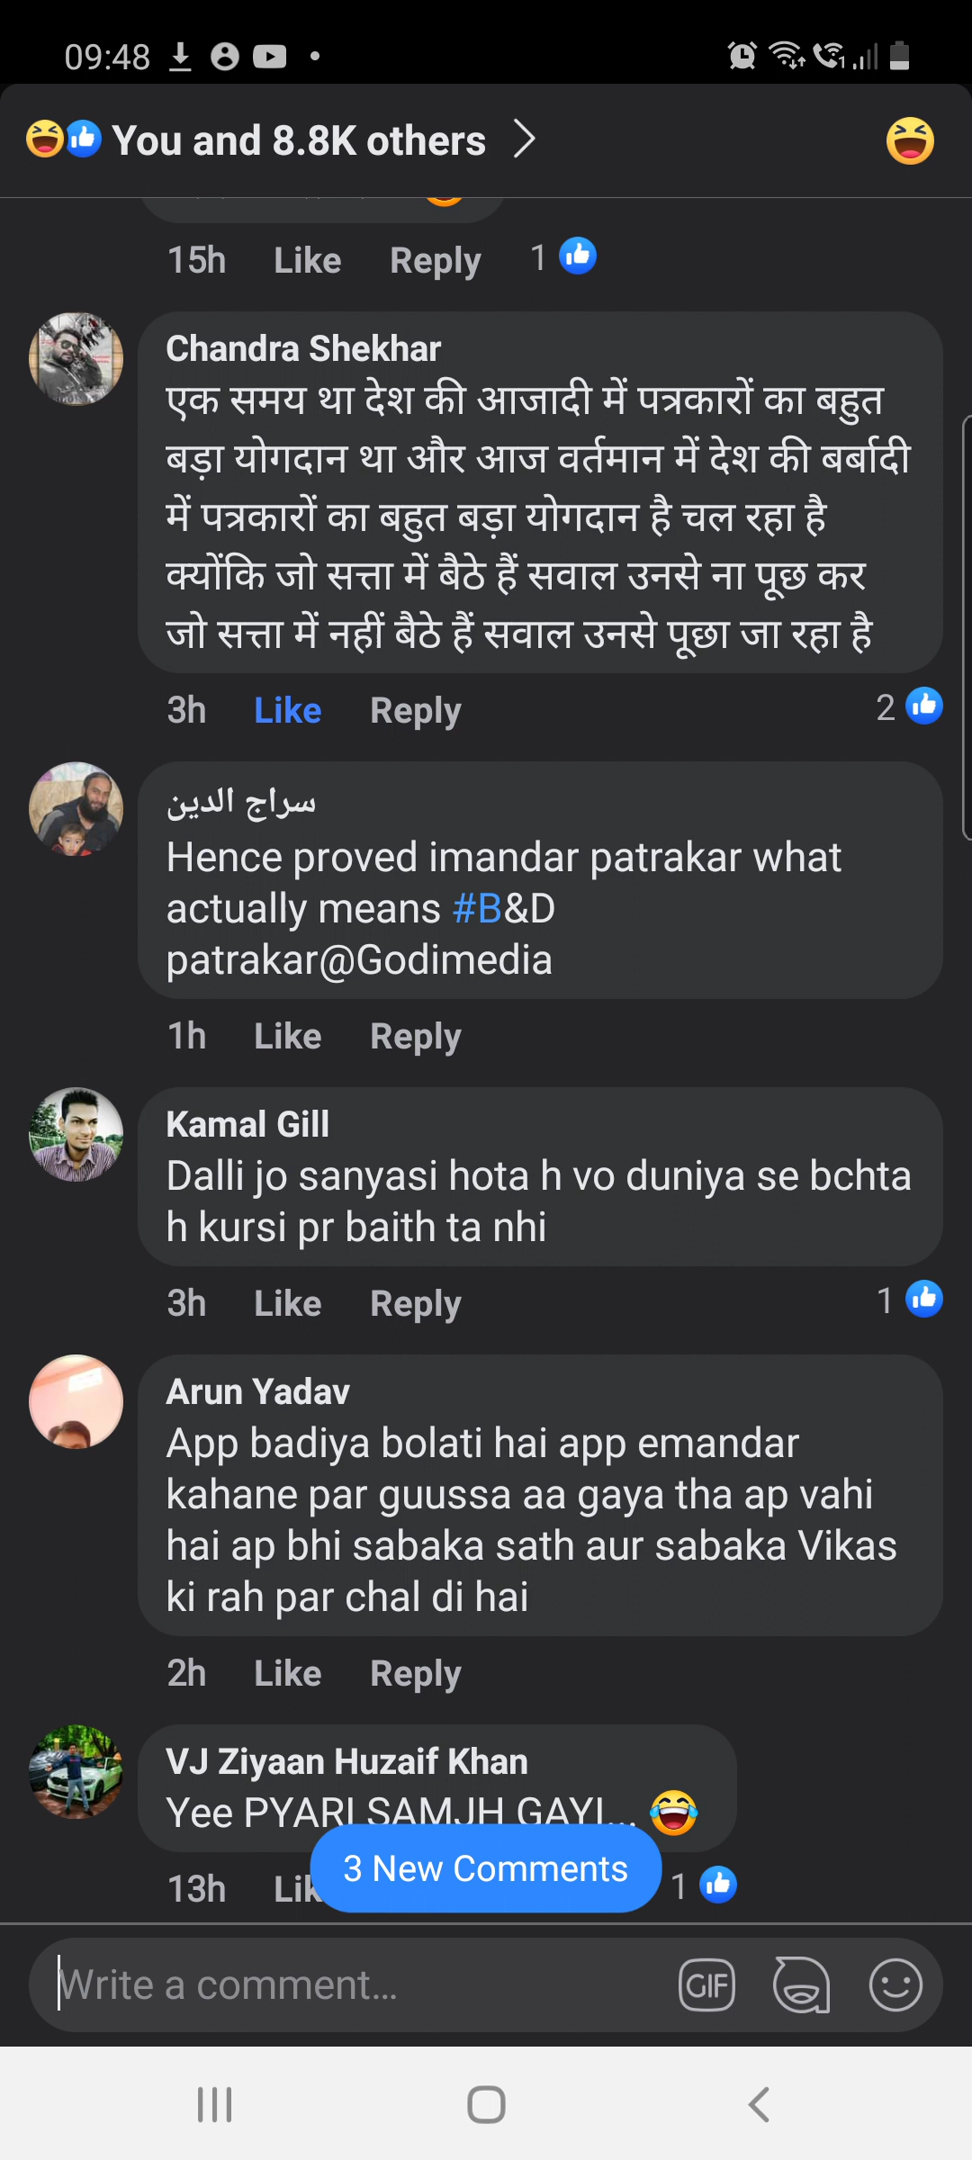 09:48
You and 8.8K others
15h Like Reply 1
Chandra Shekhar
एक समय था देश की आजादी में पत्रकारों का बहुत
बड़ा योगदान था और आज वर्तमान में देश की बर्बादी
में पत्रकारों का बहुत बड़ा योगदान है चल रहा है
क्योंकि जो सत्ता में बैठे हैं सवाल उनसे ना पूछ कर
जो सत्ता में नहीं बैठे हैं सवाल उनसे पूछा जा रहा है
3h Like Reply 2
سراج الدين
Hence proved imandar patrakar what
actually means #B&D
patrakar@Godimedia
1h Like Reply
Kamal Gill
Dalli jo sanyasi hota h vo duniya se bchta
h kursi pr baith ta nhi
3h Like Reply 1
Arun Yadav
App badiya bolati hai app emandar
kahane par guussa aa gaya tha ap vahi
hai ap bhi sabaka sath aur sabaka Vikas
ki rah par chal di hai
2h Like Reply
VJ Ziyaan Huzaif Khan
Yee PYARI SAMJH GAYI... 😂
13h Lik 1
3 New Comments
Write a comment...
GIF